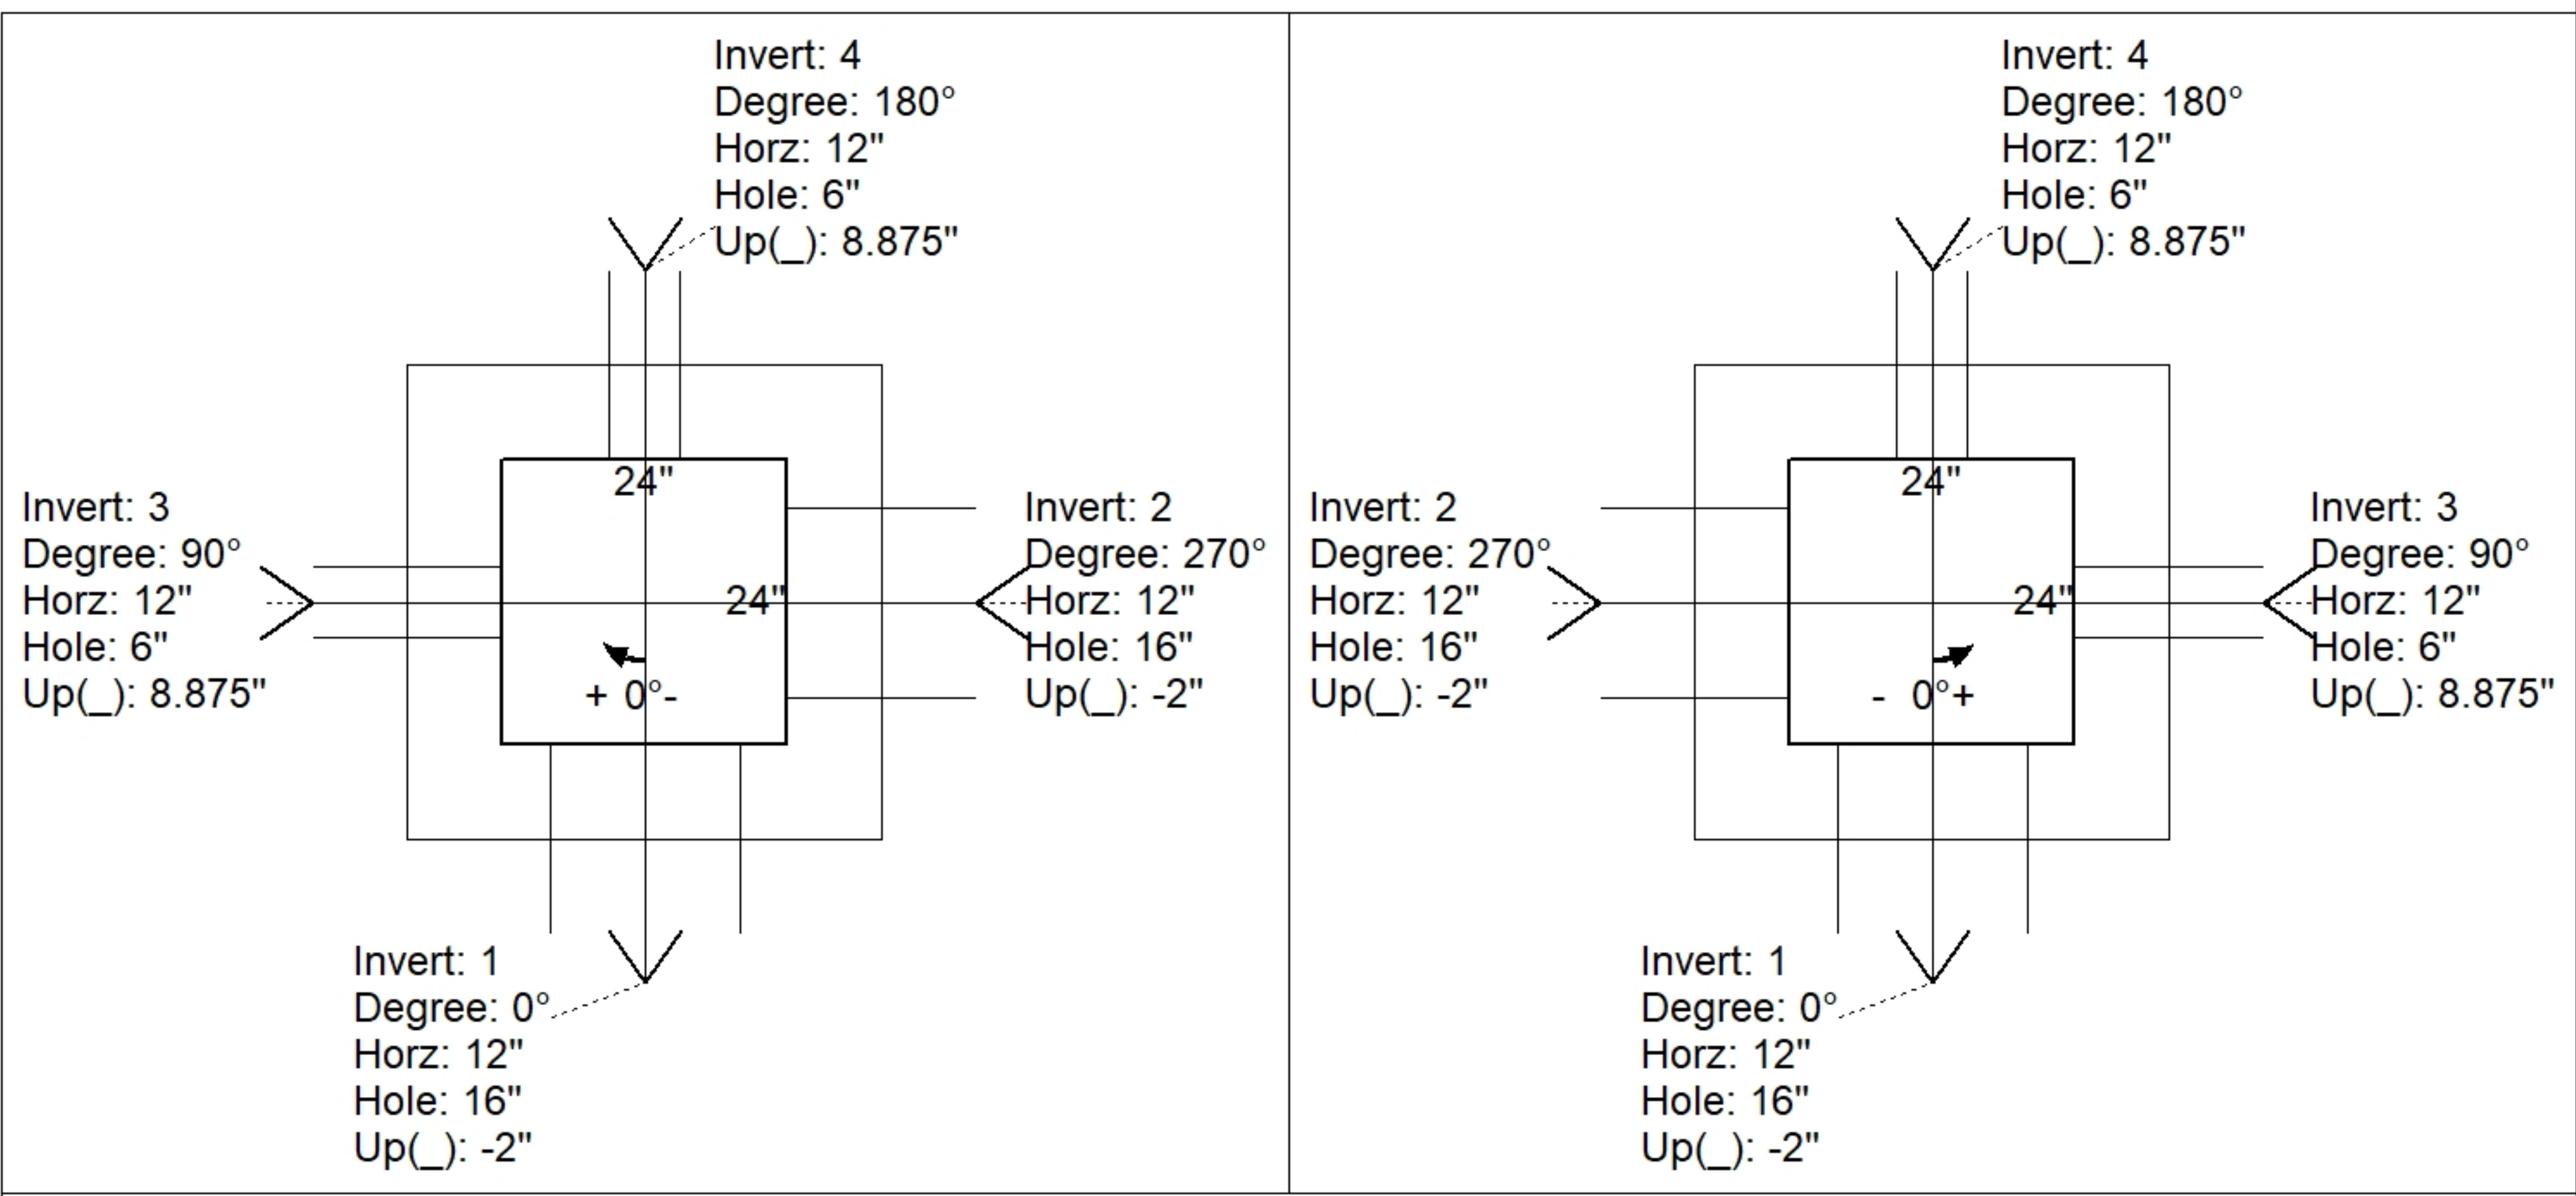 Invert: 4
Degree: 180°
Horz: 12"
Hole: 6"
Up(_): 8.875"
Invert: 3
Degree: 90°
Horz: 12"
Hole: 6"
Up(_): 8.875"
24"
24"
+ 0°-
Invert: 2
Degree: 270°
Horz: 12"
Hole: 16"
Up(_): -2"
Invert: 1
Degree: 0°
Horz: 12"
Hole: 16"
Up(_): -2"
Invert: 4
Degree: 180°
Horz: 12"
Hole: 6"
Up(_): 8.875"
Invert: 2
Degree: 270°
Horz: 12"
Hole: 16"
Up(_): -2"
24"
24"
- 0°+
Invert: 3
Degree: 90°
Horz: 12"
Hole: 6"
Up(_): 8.875"
Invert: 1
Degree: 0°
Horz: 12"
Hole: 16"
Up(_): -2"